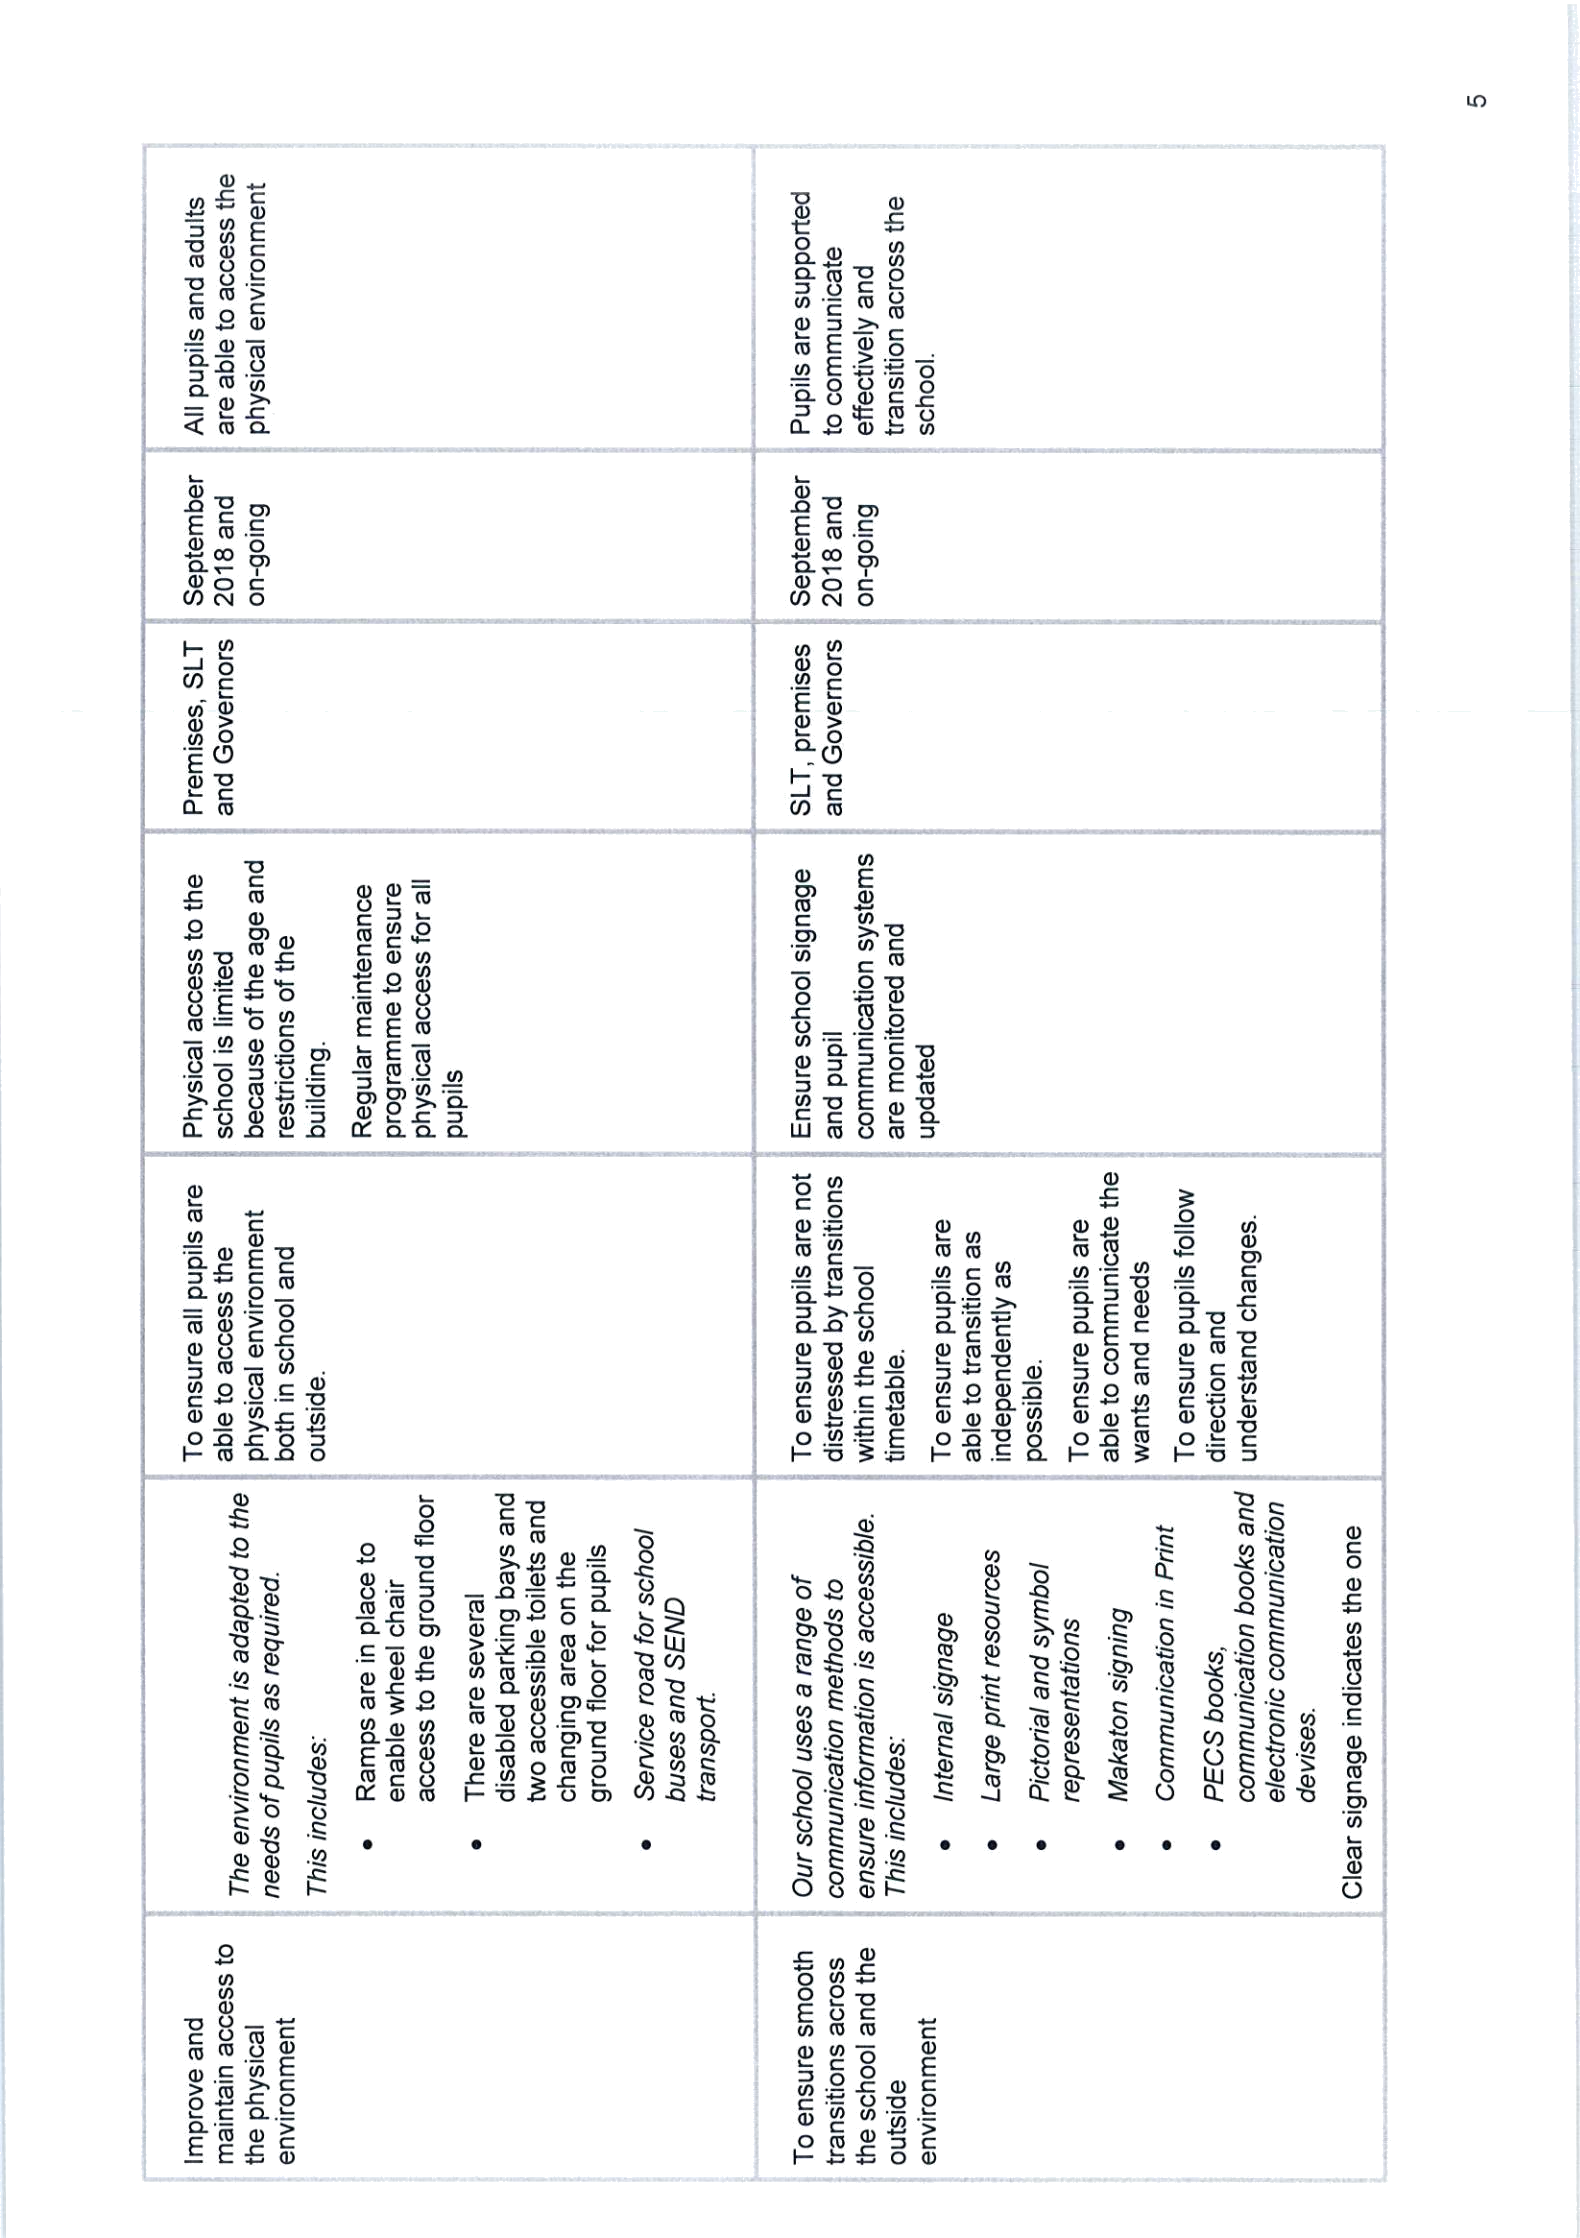 Improve and
maintain access to
the physical
environment
The environment is adapted to the
needs of pupils as required.
This includes:
• Ramps are in place to
enable wheel chair
access to the ground floor
• There are several
disabled parking bays and
two accessible toilets and
changing area on the
ground floor for pupils
• Service road for school
buses and SEND
transport.
To ensure all pupils are
able to access the
physical environment
both in school and
outside.
Physical access to the
school is limited
because of the age and
restrictions of the
building.
Regular maintenance
programme to ensure
physical access for all
pupils
Premises, SLT
and Governors
September
2018 and
on-going
All pupils and adults
are able to access the
physical environment
To ensure smooth
transitions across
the school and the
outside
environment
Our school uses a range of
communication methods to
ensure information is accessible.
This includes:
• Internal signage
• Large print resources
• Pictorial and symbol
representations
• Makaton signing
• Communication in Print
• PECS books,
communication books and
electronic communication
devises.
Clear signage indicates the one
To ensure pupils are not
distressed by transitions
within the school
timetable.
To ensure pupils are
able to transition as
independently as
possible.
To ensure pupils are
able to communicate the
wants and needs
To ensure pupils follow
direction and
understand changes.
Ensure school signage
and pupil
communication systems
are monitored and
updated
SLT, premises
and Governors
September
2018 and
on-going
Pupils are supported
to communicate
effectively and
transition across the
school.
5